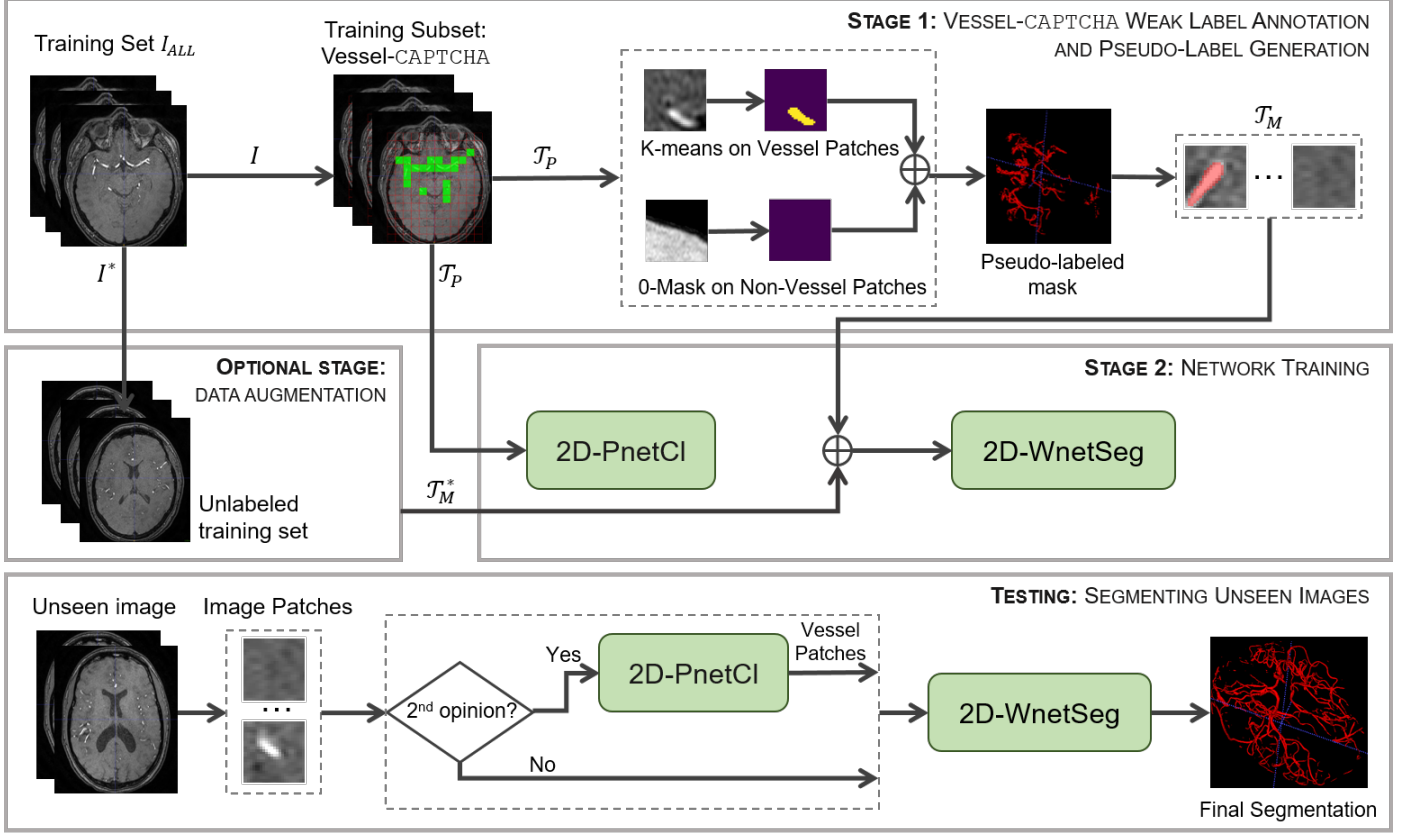 STAGE 1: VESSEL-CAPTCHA WEAK LABEL ANNOTATION
AND PSEUDO-LABEL GENERATION
Training Set I_ALL
Training Subset:
Vessel-CAPTCHA
I
𝒯_P
K-means on Vessel Patches
0-Mask on Non-Vessel Patches
Pseudo-labeled
mask
𝒯_M
...
I*
𝒯_P
OPTIONAL STAGE:
DATA AUGMENTATION
Unlabeled
training set
𝒯*_M
STAGE 2: NETWORK TRAINING
2D-PnetCl
2D-WnetSeg
TESTING: SEGMENTING UNSEEN IMAGES
Unseen image
Image Patches
...
2nd opinion?
Yes
No
2D-PnetCl
Vessel
Patches
2D-WnetSeg
Final Segmentation